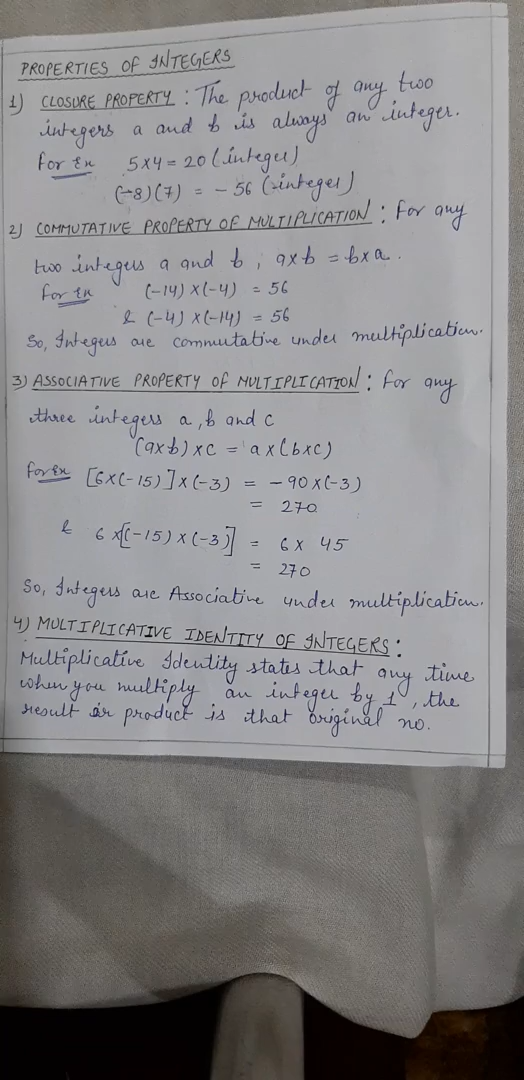 PROPERTIES OF INTEGERS
1) CLOSURE PROPERTY : The product of any two
integers a and b is always an integer.
For Ex 5 x 4 = 20 (integer)
(-8)(7) = - 56 (integer)
2) COMMUTATIVE PROPERTY OF MULTIPLICATION : For any
two integers a and b , a x b = b x a .
For Ex (-14) x (-4) = 56
& (-4) x (-14) = 56
So, Integers are commutative under multiplication.
3) ASSOCIATIVE PROPERTY OF MULTIPLICATION : For any
three integers a , b and c
(a x b) x c = a x (b x c)
For Ex [6 x (-15)] x (-3) = -90 x (-3)
= 270
& 6 x [(-15) x (-3)] = 6 x 45
= 270
So, Integers are Associative under multiplication.
4) MULTIPLICATIVE IDENTITY OF INTEGERS :
Multiplicative Identity states that any time
when you multiply an integer by 1 , the
result or product is that original no.